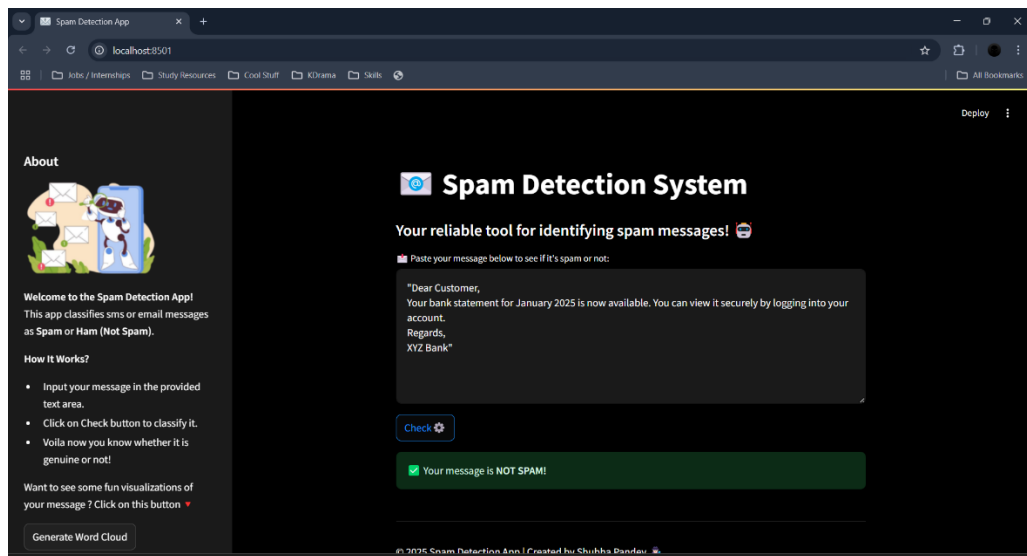 Spam Detection App
localhost:8501
Jobs / Internships Study Resources Cool Stuff KDrama Skills All Bookmarks
Deploy
About
Welcome to the Spam Detection App!
This app classifies sms or email messages
as Spam or Ham (Not Spam).
How It Works?
Input your message in the provided
text area.
Click on Check button to classify it.
Voila now you know whether it is
genuine or not!
Want to see some fun visualizations of
your message ? Click on this button
Generate Word Cloud
Spam Detection System
Your reliable tool for identifying spam messages!
Paste your message below to see if it's spam or not:
"Dear Customer,
Your bank statement for January 2025 is now available. You can view it securely by logging into your
account.
Regards,
XYZ Bank"
Check
Your message is NOT SPAM!
© 2025 Spam Detection App | Created by Shubha Pandey